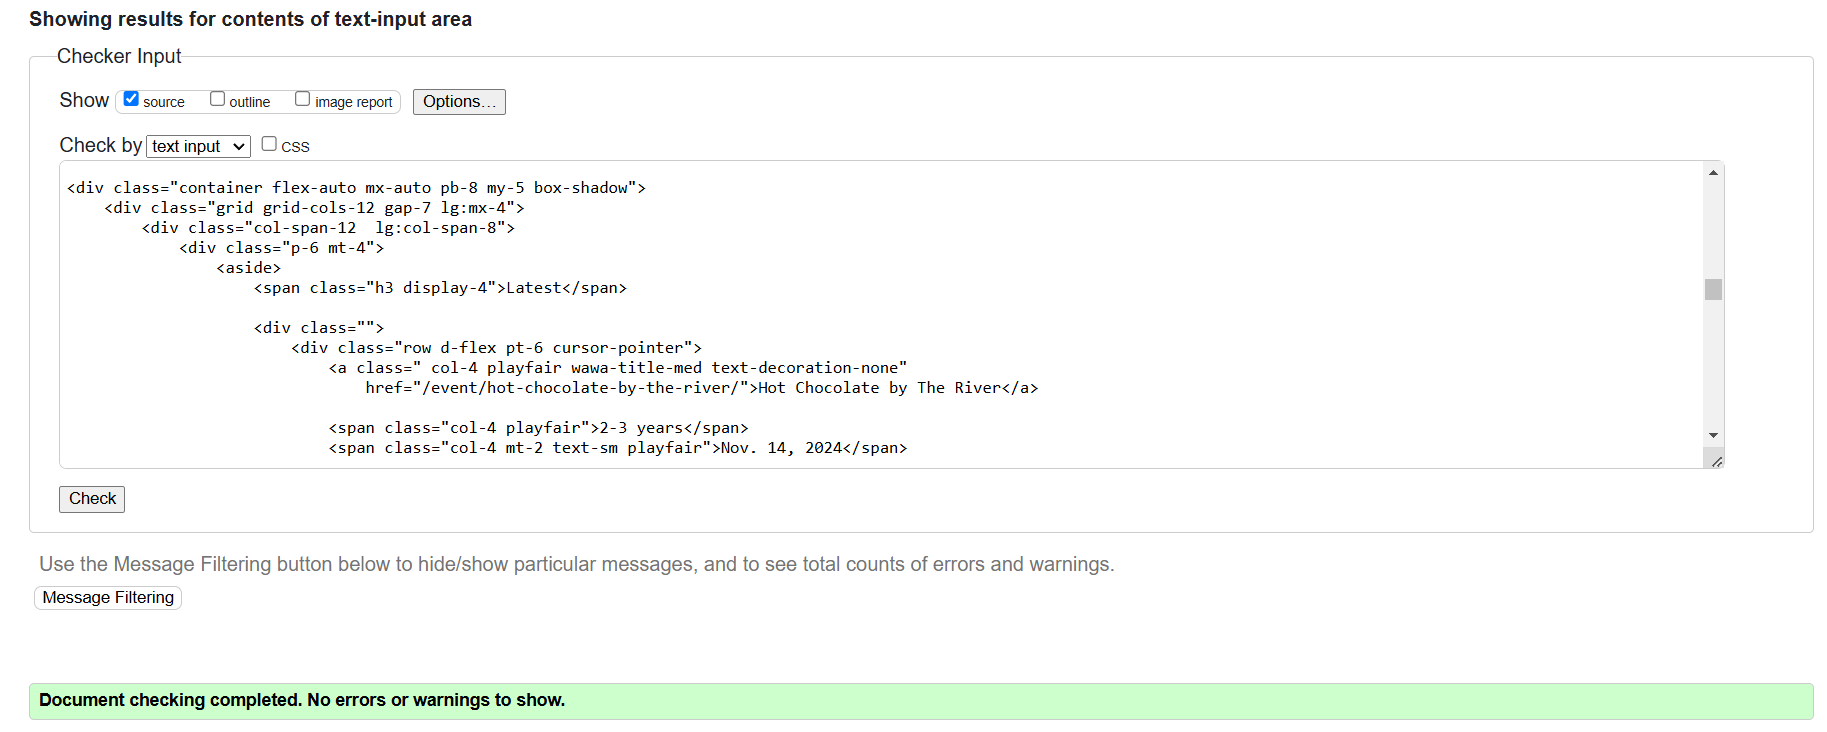 Showing results for contents of text-input area
Checker Input
Show source outline image report Options...
Check by text input CSS
<div class="container flex-auto mx-auto pb-8 my-5 box-shadow">
<div class="grid grid-cols-12 gap-7 lg:mx-4">
<div class="col-span-12  lg:col-span-8">
<div class="p-6 mt-4">
<aside>
<span class="h3 display-4">Latest</span>
<div class="">
<div class="row d-flex pt-6 cursor-pointer">
<a class=" col-4 playfair wawa-title-med text-decoration-none"
href="/event/hot-chocolate-by-the-river/">Hot Chocolate by The River</a>
<span class="col-4 playfair">2-3 years</span>
<span class="col-4 mt-2 text-sm playfair">Nov. 14, 2024</span>
Check
Use the Message Filtering button below to hide/show particular messages, and to see total counts of errors and warnings.
Message Filtering
Document checking completed. No errors or warnings to show.